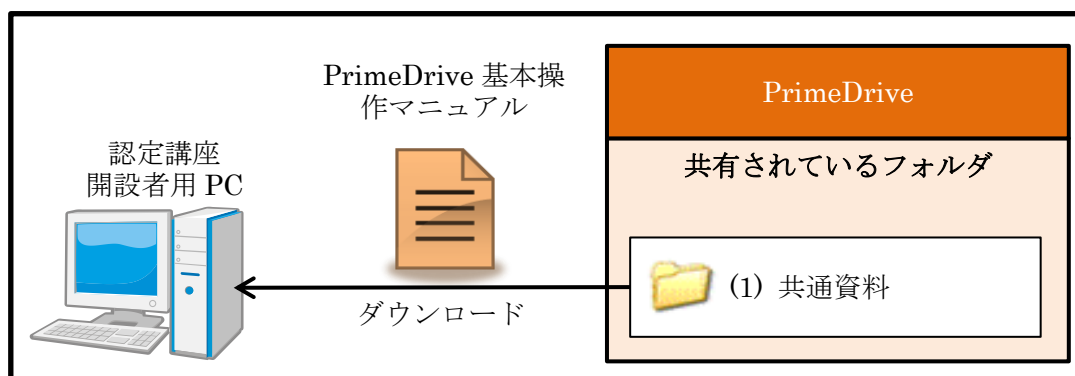 PrimeDrive 基本操
作マニュアル
認定講座
開設者用 PC
ダウンロード
PrimeDrive
共有されているフォルダ
(1) 共通資料